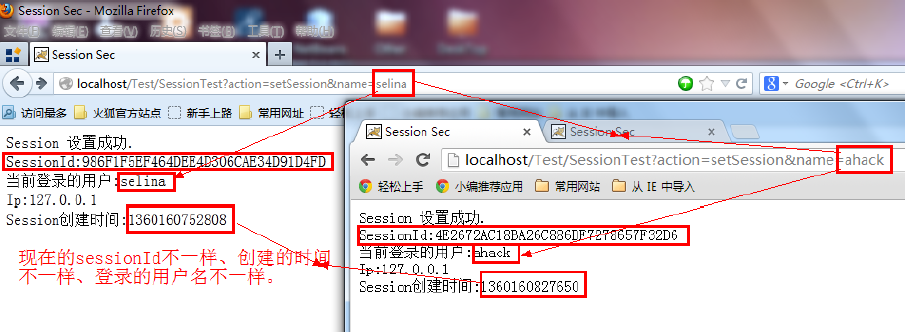 Session Sec - Mozilla Firefox
文件(F) 编辑(E) 查看(V) 历史(S) 书签(B) 工具(T) 帮助(H)
Session Sec
localhost/Test/SessionTest?action=setSession&name=selina
Google <Ctrl+K>
访问最多 火狐官方站点 新手上路 常用网址
Session 设置成功.
SessionId:986F1F5EF464DEE4D306CAE34D91D4FD
当前登录的用户:selina
Ip:127.0.0.1
Session创建时间:1360160752808
现在的sessionId不一样、创建的时间
不一样、登录的用户名不一样。
Session Sec Session Sec
localhost/Test/SessionTest?action=setSession&name=ahack
轻松上手 小编推荐应用 常用网站 从 IE 中导入
Session 设置成功.
SessionId:4E2672AC18BA26C886DF7278657F32D6
当前登录的用户:ahack
Ip:127.0.0.1
Session创建时间:1360160827650